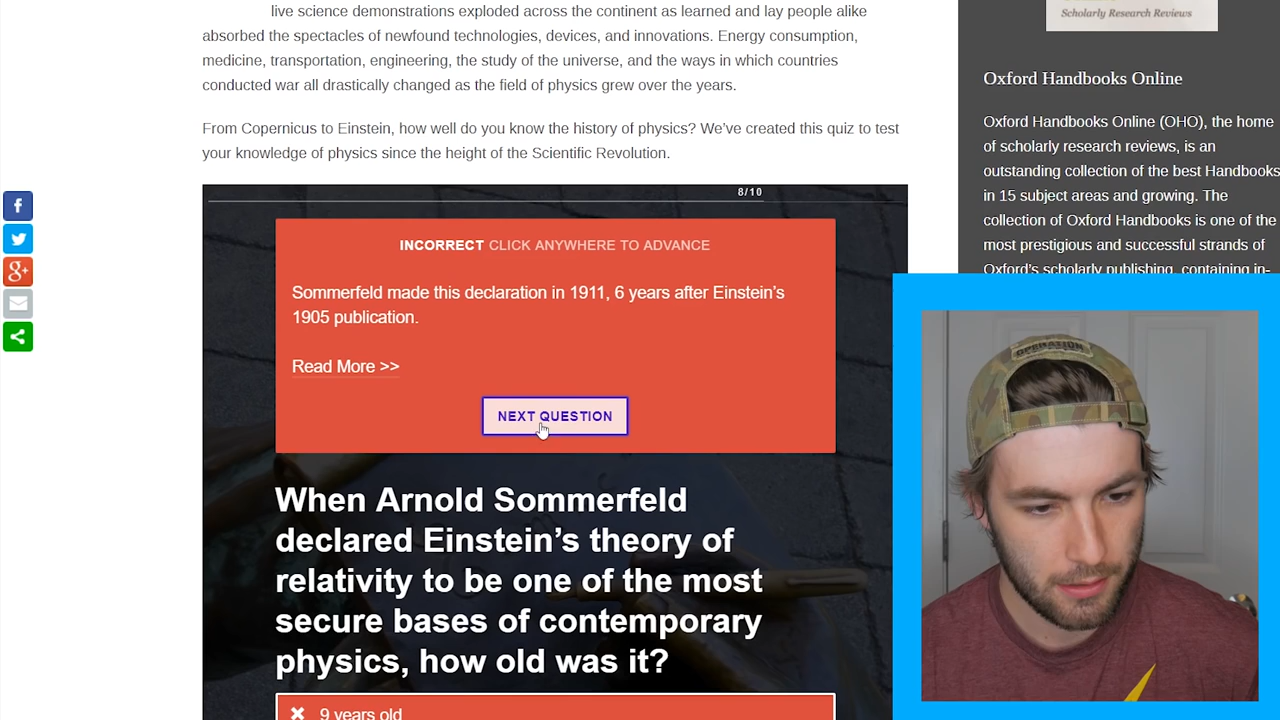 live science demonstrations exploded across the continent as learned and lay people alike
absorbed the spectacles of newfound technologies, devices, and innovations. Energy consumption,
medicine, transportation, engineering, the study of the universe, and the ways in which countries
conducted war all drastically changed as the field of physics grew over the years.
From Copernicus to Einstein, how well do you know the history of physics? We’ve created this quiz to test
your knowledge of physics since the height of the Scientific Revolution.
8/10
INCORRECT CLICK ANYWHERE TO ADVANCE
Sommerfeld made this declaration in 1911, 6 years after Einstein’s
1905 publication.
Read More >>
NEXT QUESTION
When Arnold Sommerfeld
declared Einstein’s theory of
relativity to be one of the most
secure bases of contemporary
physics, how old was it?
9 years old
Scholarly Research Reviews
Oxford Handbooks Online
Oxford Handbooks Online (OHO), the home
of scholarly research reviews, is an
outstanding collection of the best Handbooks
in 15 subject areas and growing. The
collection of Oxford Handbooks is one of the
most prestigious and successful strands of
Oxford’s scholarly publishing, containing in-
OPERATION